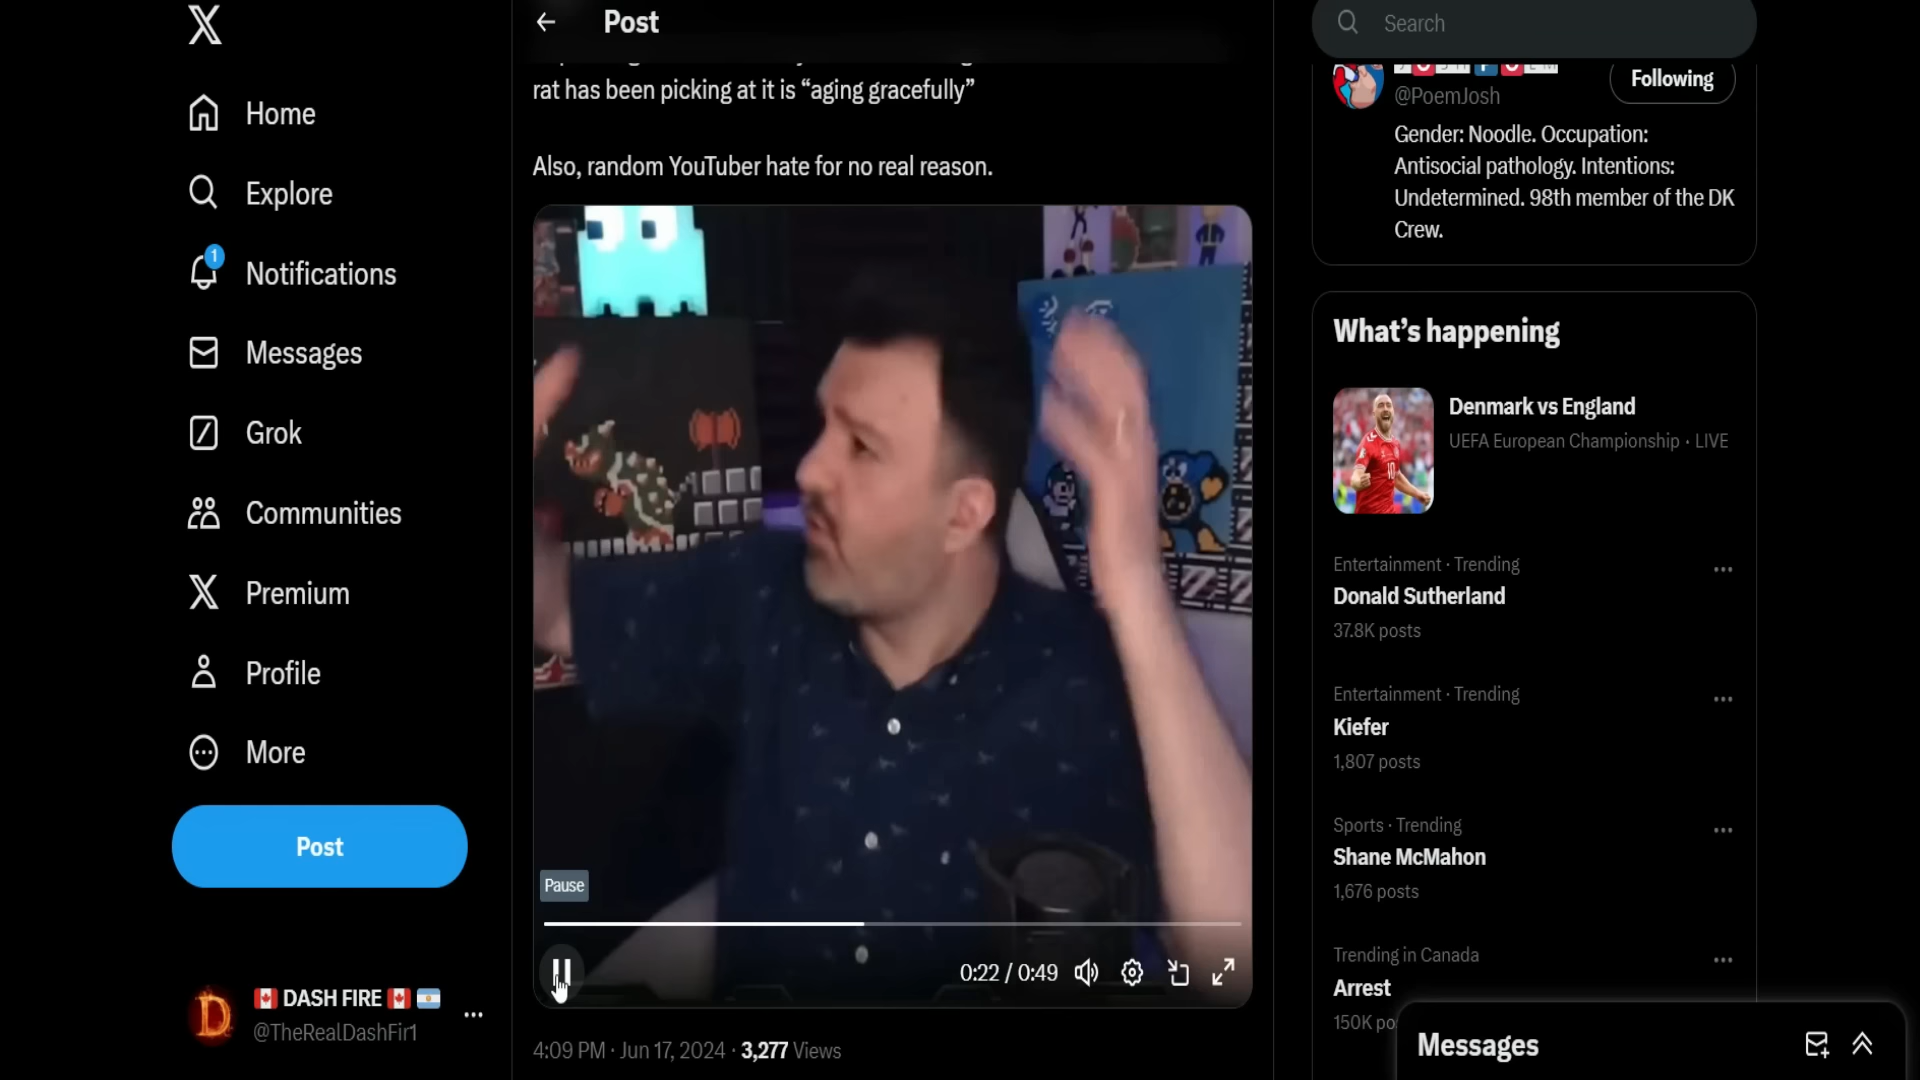 Post
Search
rat has been picking at it is “aging gracefully”
Also, random YouTuber hate for no real reason.
Home
Explore
1
Notifications
Messages
Grok
Communities
Premium
Profile
More
Post
DASH FIRE
@TheRealDashFir1
Pause
0:22 / 0:49
4:09 PM · Jun 17, 2024 · 3,277 Views
@PoemJosh
Following
Gender: Noodle. Occupation:
Antisocial pathology. Intentions:
Undetermined. 98th member of the DK
Crew.
What’s happening
Denmark vs England
UEFA European Championship · LIVE
Entertainment · Trending
Donald Sutherland
37.8K posts
Entertainment · Trending
Kiefer
1,807 posts
Sports · Trending
Shane McMahon
1,676 posts
Trending in Canada
Arrest
150K po
Messages